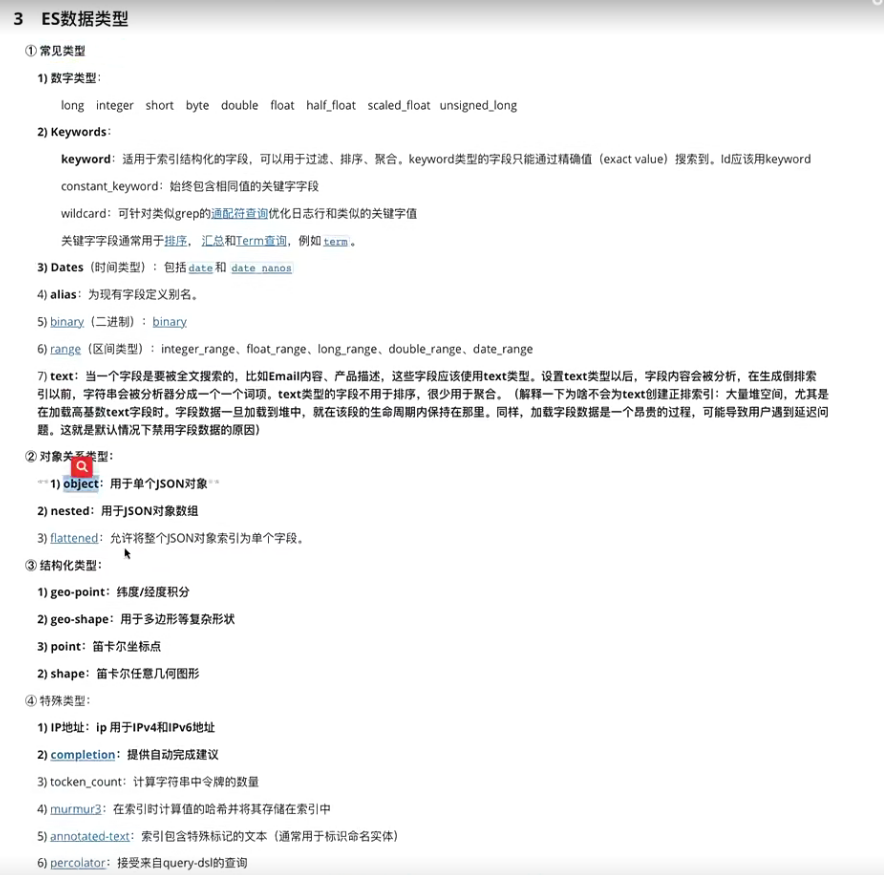 3 ES数据类型
① 常见类型
1) 数字类型：
long integer short byte double float half_float scaled_float unsigned_long
2) Keywords：
keyword：适用于索引结构化的字段，可以用于过滤、排序、聚合。keyword类型的字段只能通过精确值（exact value）搜索到。Id应该用keyword
constant_keyword：始终包含相同值的关键字字段
wildcard：可针对类似grep的通配符查询优化日志行和类似的关键字值
关键字字段通常用于排序， 汇总和Term查询，例如 term 。
3) Dates（时间类型）：包括 date 和 date_nanos
4) alias：为现有字段定义别名。
5) binary（二进制）：binary
6) range（区间类型）：integer_range、float_range、long_range、double_range、date_range
7) text：当一个字段是要被全文搜索的，比如Email内容、产品描述，这些字段应该使用text类型。设置text类型以后，字段内容会被分析，在生成倒排索
引以前，字符串会被分析器分成一个一个词项。text类型的字段不用于排序，很少用于聚合。（解释一下为啥不会为text创建正排索引：大量堆空间，尤其是
在加载高基数text字段时。字段数据一旦加载到堆中，就在该段的生命周期内保持在那里。同样，加载字段数据是一个昂贵的过程，可能导致用户遇到延迟问
题。这就是默认情况下禁用字段数据的原因）
② 对象关系类型：
**1) object：用于单个JSON对象**
2) nested：用于JSON对象数组
3) flattened：允许将整个JSON对象索引为单个字段。
③ 结构化类型：
1) geo-point：纬度/经度积分
2) geo-shape：用于多边形等复杂形状
3) point：笛卡尔坐标点
2) shape：笛卡尔任意几何图形
④ 特殊类型：
1) IP地址：ip 用于IPv4和IPv6地址
2) completion：提供自动完成建议
3) tocken_count：计算字符串中令牌的数量
4) murmur3：在索引时计算值的哈希并将其存储在索引中
5) annotated-text：索引包含特殊标记的文本（通常用于标识命名实体）
6) percolator：接受来自query-dsl的查询